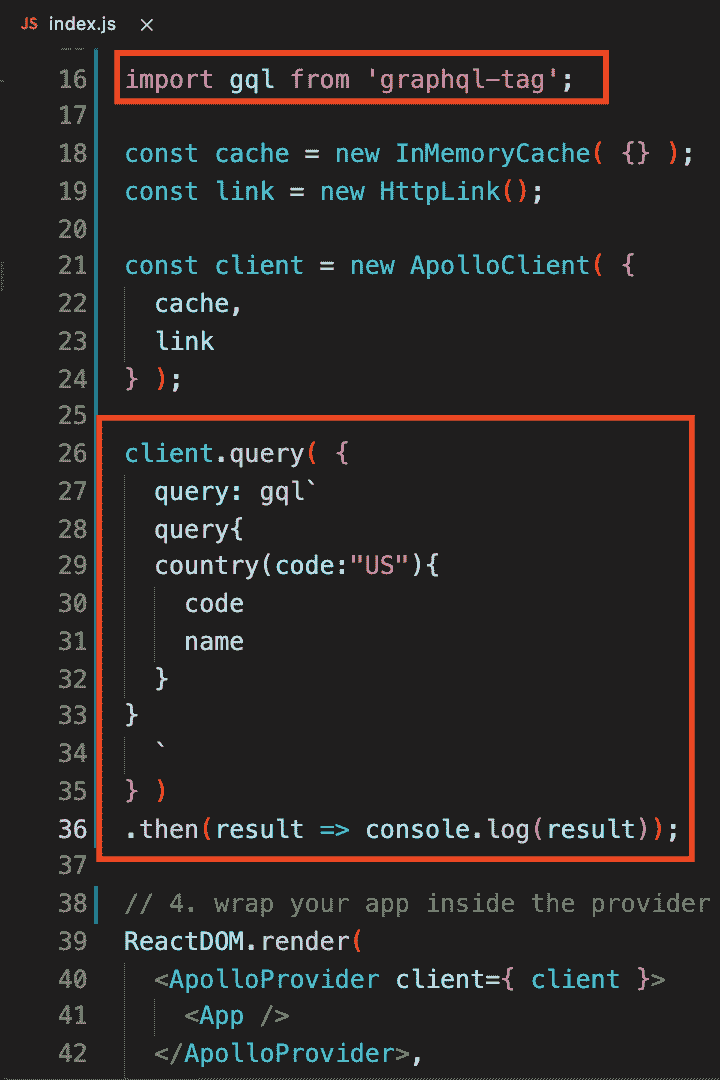 JS index.js ×
16 import gql from 'graphql-tag';
17
18 const cache = new InMemoryCache( {} );
19 const link = new HttpLink();
20
21 const client = new ApolloClient( {
22   cache,
23   link
24 } );
25
26 client.query( {
27   query: gql`
28   query{
29   country(code:"US"){
30     code
31     name
32   }
33 }
34   `
35 } )
36 .then(result => console.log(result));
37
38 // 4. wrap your app inside the provider
39 ReactDOM.render(
40   <ApolloProvider client={ client }>
41     <App />
42   </ApolloProvider>,